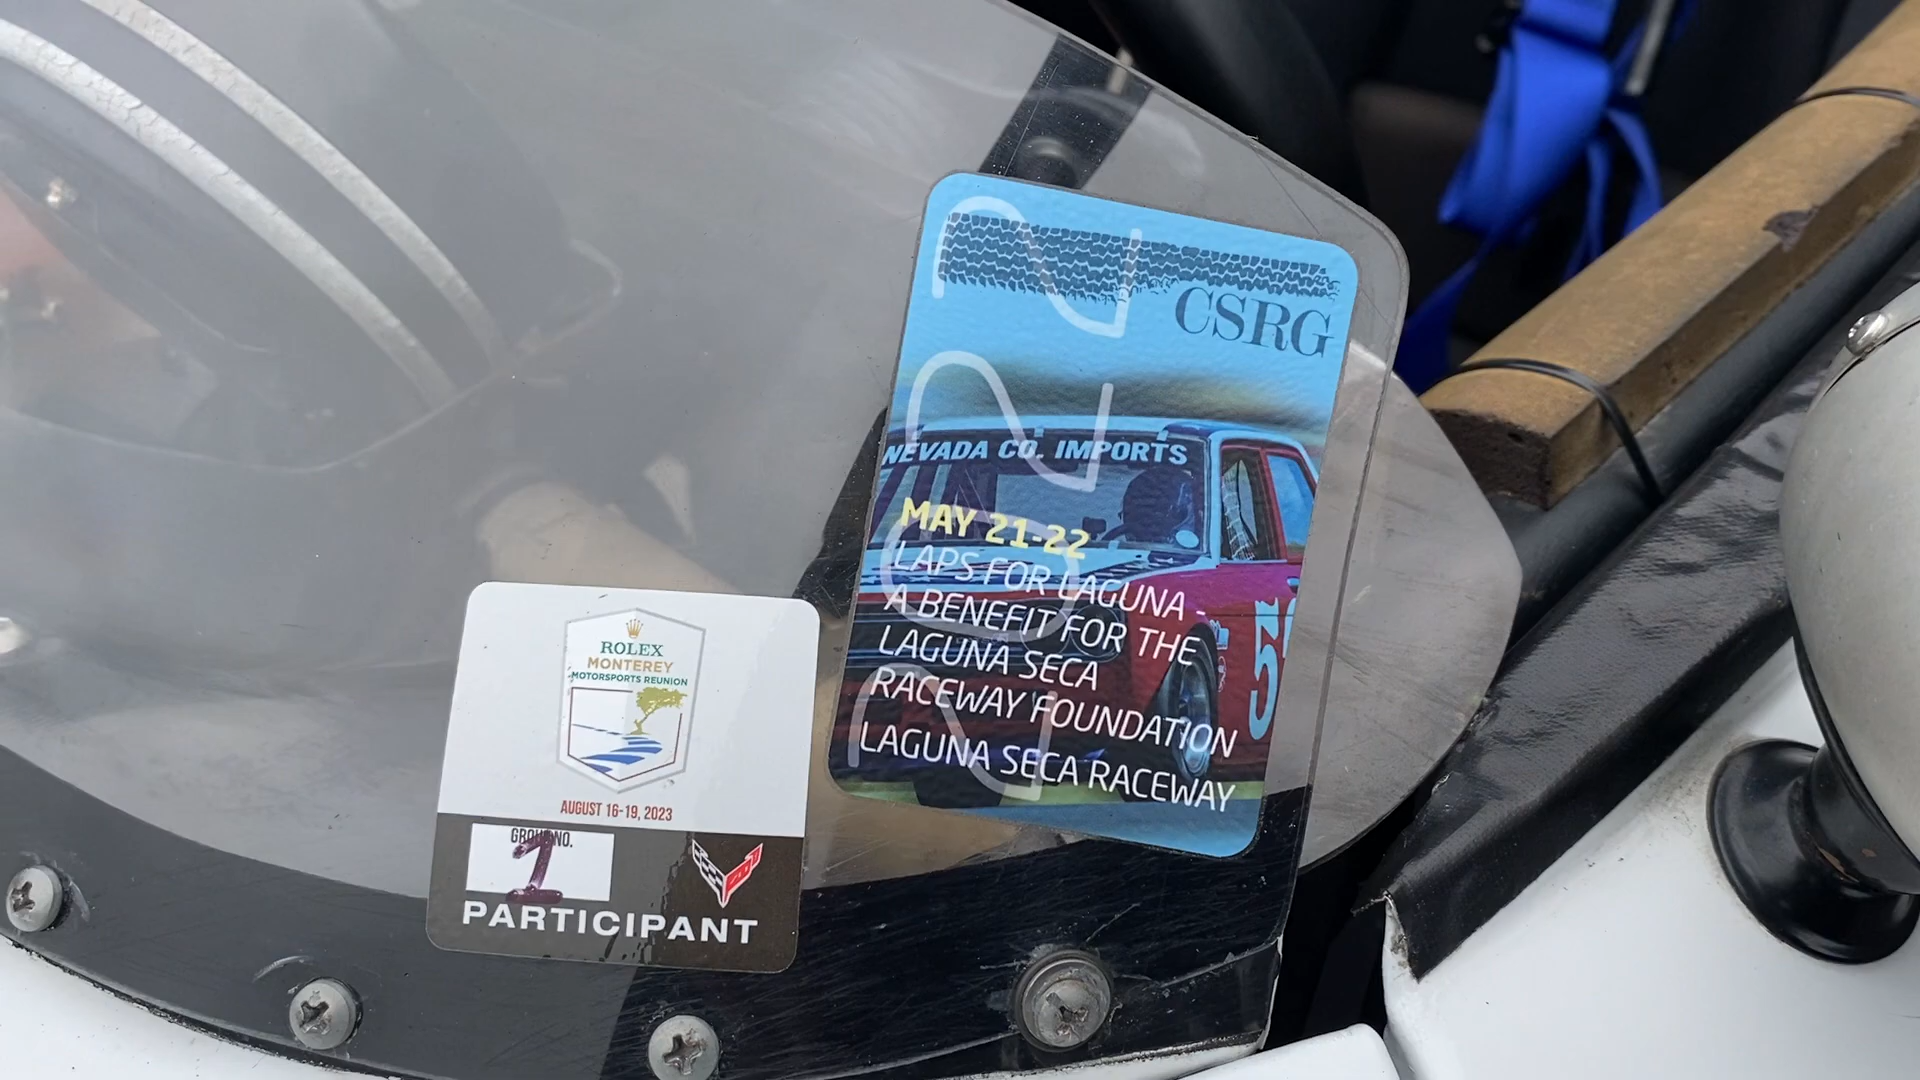 ROLEX
MONTEREY
MOTORSPORTS REUNION
AUGUST 16-19, 2023
GROUP NO.
1
PARTICIPANT
CSRG
2022
NEVADA CO. IMPORTS
MAY 21-22
LAPS FOR LAGUNA -
A BENEFIT FOR THE
LAGUNA SECA
RACEWAY FOUNDATION
LAGUNA SECA RACEWAY